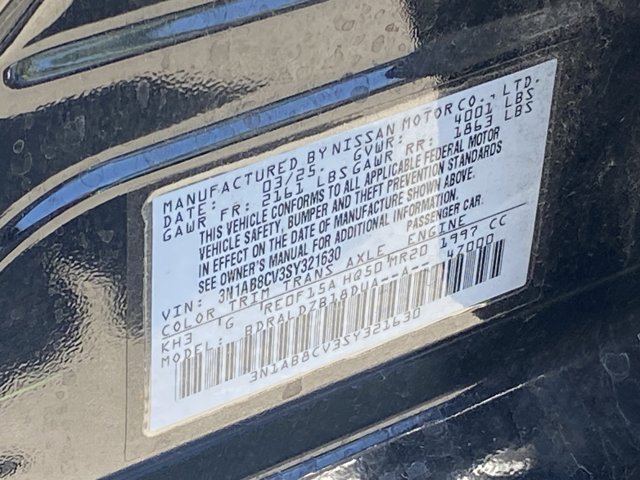 MANUFACTURED BY NISSAN MOTOR CO., LTD.
DATE: 03/25. GVWR: 4001 LBS
GAWR FR: 2161 LBS GAWR RR: 1863 LBS
THIS VEHICLE CONFORMS TO ALL APPLICABLE FEDERAL MOTOR
VEHICLE SAFETY, BUMPER AND THEFT PREVENTION STANDARDS
IN EFFECT ON THE DATE OF MANUFACTURE SHOWN ABOVE.
SEE OWNER'S MANUAL FOR ADDITIONAL INFORMATION.
VIN: 3N1AB8CV3SY321630 PASSENGER CAR.
COLOR TRIM TRANS AXLE ENGINE
KH3 G RE0F15A HQ50 MR20 1997 CC
MODEL: BDRALDZB18DUA--A-- 47000
3N1AB8CV3SY321630